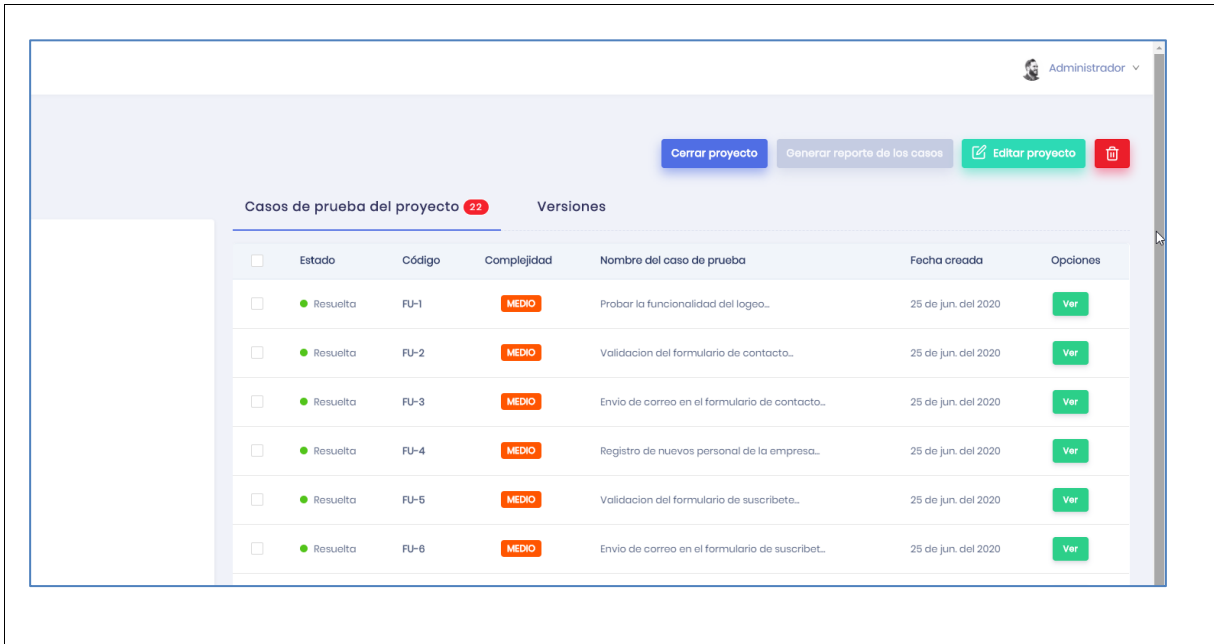 Administrador
Cerrar proyecto Generar reporte de los casos Editar proyecto
Casos de prueba del proyecto 22 Versiones
Estado Código Complejidad Nombre del caso de prueba Fecha creada Opciones
Resuelta FU-1 MEDIO Probar la funcionalidad del logeo... 25 de jun. del 2020 Ver
Resuelta FU-2 MEDIO Validacion del formulario de contacto... 25 de jun. del 2020 Ver
Resuelta FU-3 MEDIO Envio de correo en el formulario de contacto... 25 de jun. del 2020 Ver
Resuelta FU-4 MEDIO Registro de nuevos personal de la empresa... 25 de jun. del 2020 Ver
Resuelta FU-5 MEDIO Validacion del formulario de suscribete... 25 de jun. del 2020 Ver
Resuelta FU-6 MEDIO Envio de correo en el formulario de suscribet... 25 de jun. del 2020 Ver